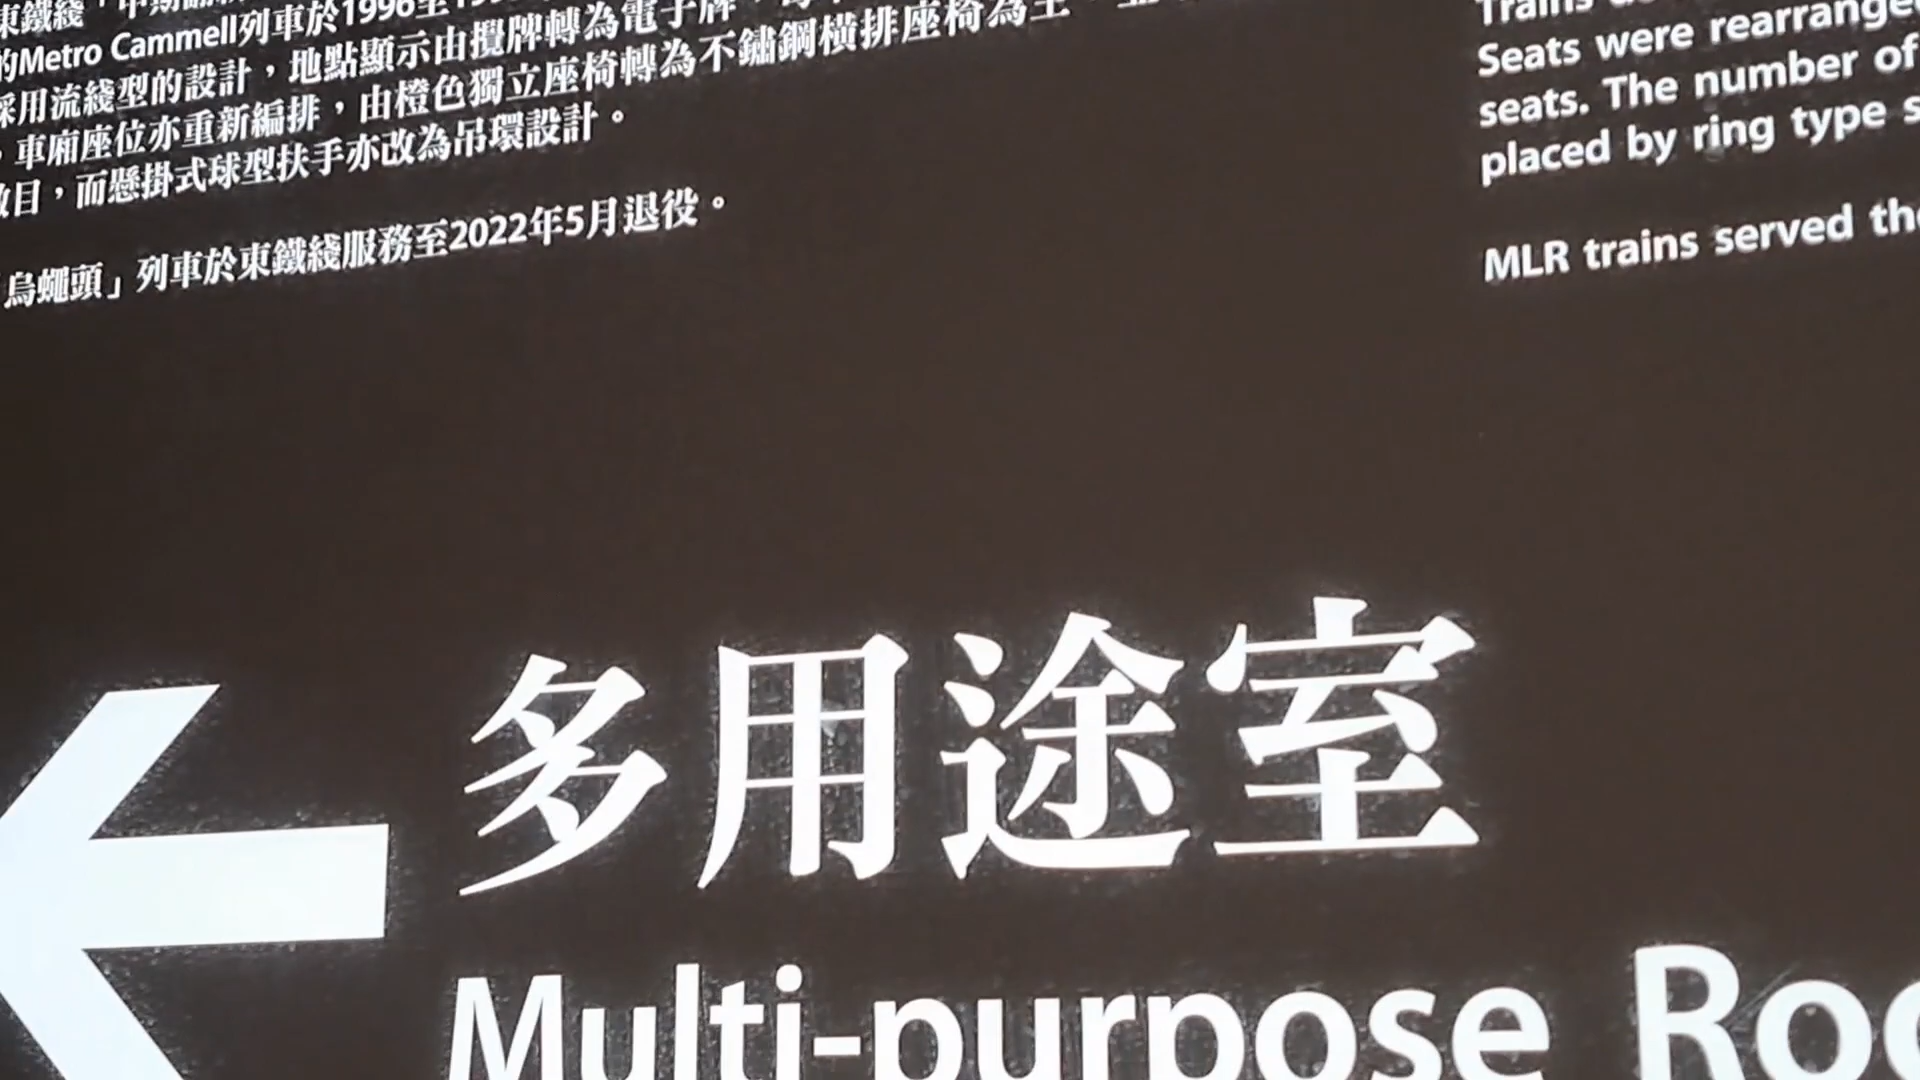 東鐵綫「中期翻新
的Metro Cammell列車於1996至
採用流綫型的設計，地點顯示由攪牌轉為電子牌，
，車廂座位亦重新編排，由橙色獨立座椅轉為不鏽鋼橫排座椅為主，
數目，而懸掛式球型扶手亦改為吊環設計。
烏蠅頭」列車於東鐵綫服務至2022年5月退役。
Trains
Seats were rearranged
seats. The number of
placed by ring type s
MLR trains served the
多用途室
Multi-purpose Roo